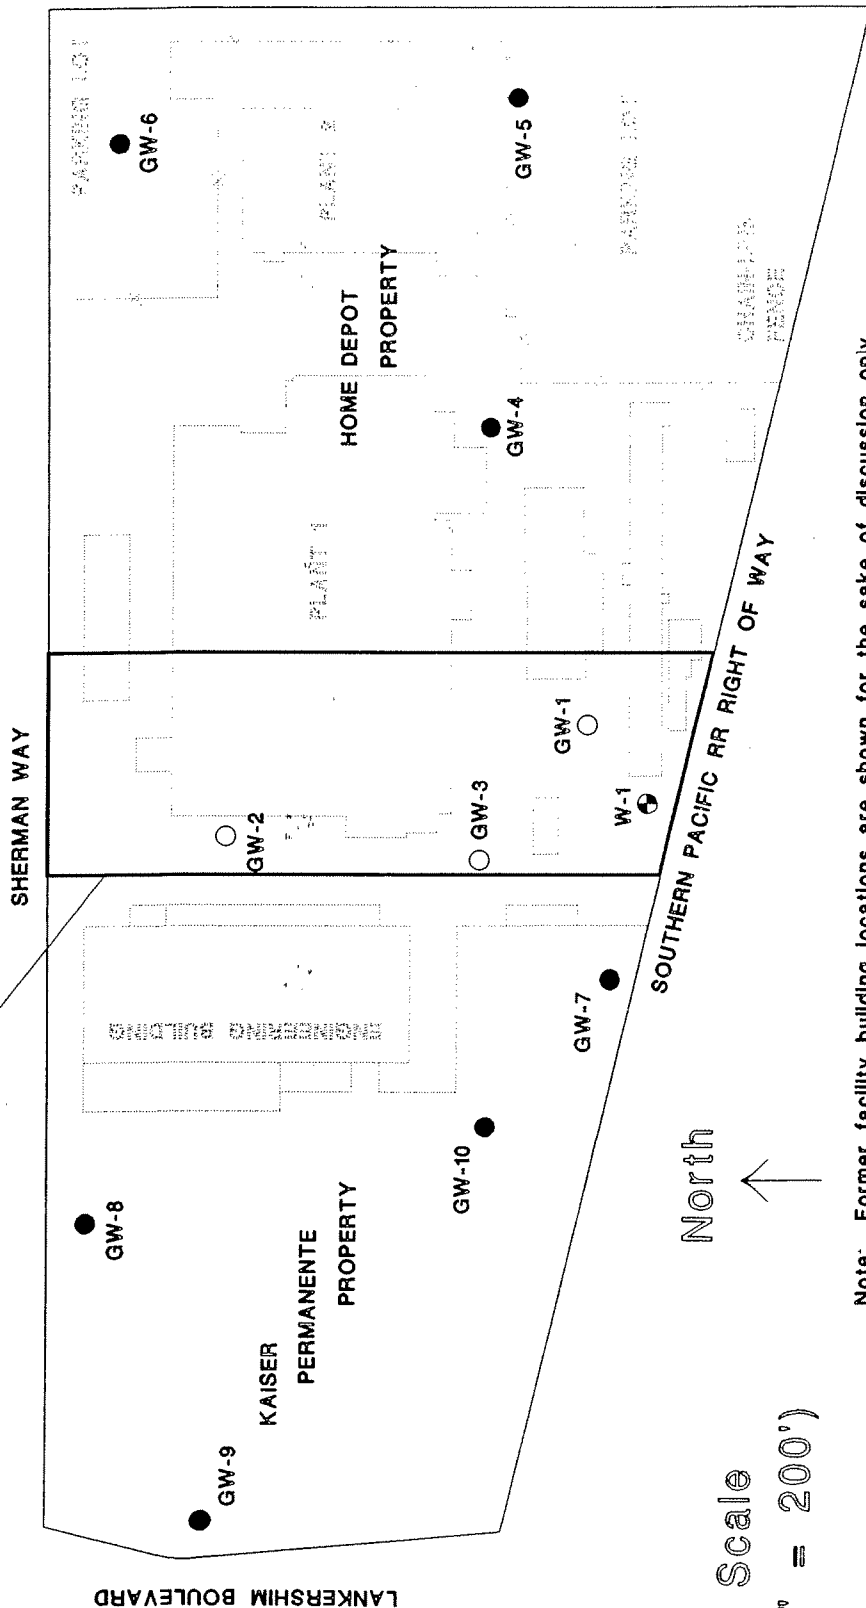 SHERMAN WAY
LANKERSHIM BOULEVARD
PARKING LOT
GW-6
GW-8
GW-9
GW-2
PLANT 2
GW-5
PLANT 1
HOME DEPOT
PROPERTY
KAISER
PERMANENTE
PROPERTY
BUILDING
GW-10
GW-3
GW-4
GW-7
GW-1
W-1
PARKING LOT
CHAIN-LINK
FENCE
SOUTHERN PACIFIC RR RIGHT OF WAY
North
Scale
= 200')
Note: Former facility building locations are shown for the sake of discussion only